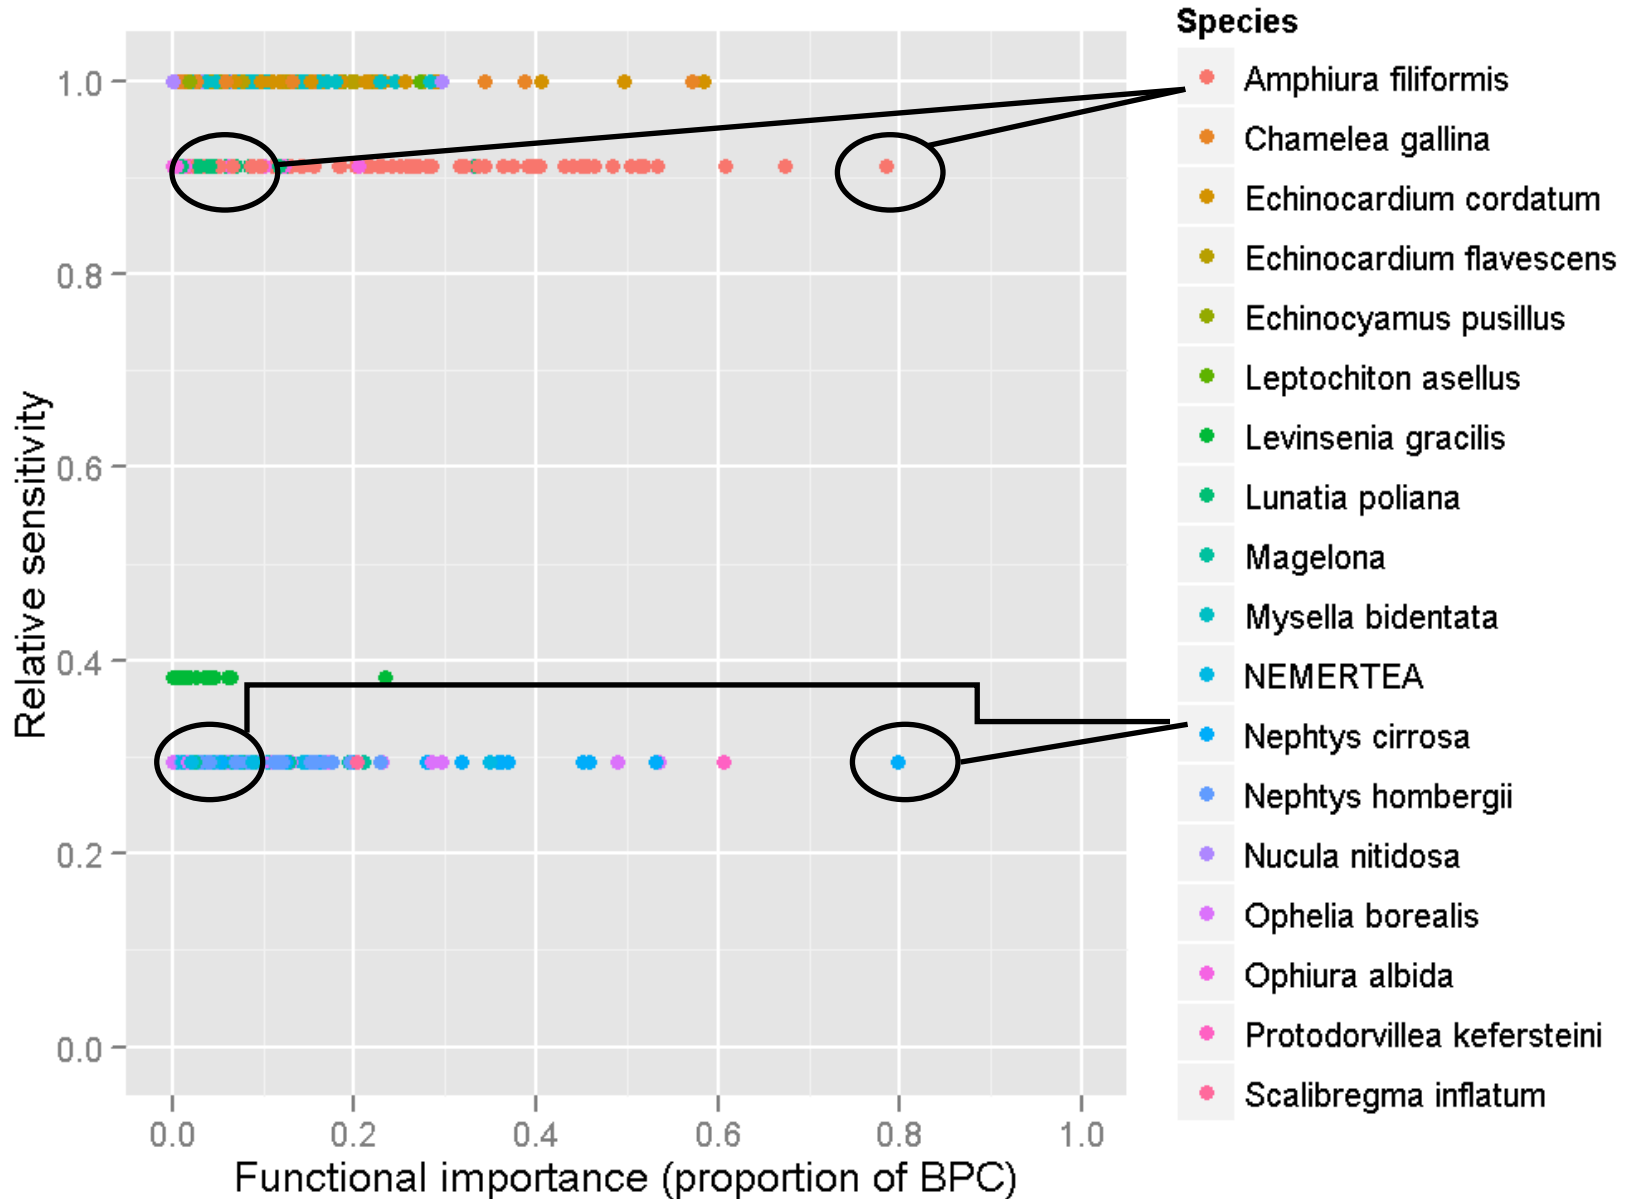 Species
Amphiura filiformis
Chamelea gallina
Echinocardium cordatum
Echinocardium flavescens
Echinocyamus pusillus
Leptochiton asellus
Levinsenia gracilis
Lunatia poliana
Magelona
Mysella bidentata
NEMERTEA
Nephtys cirrosa
Nephtys hombergii
Nucula nitidosa
Ophelia borealis
Ophiura albida
Protodorvillea kefersteini
Scalibregma inflatum
Relative sensitivity
1.0
0.8
0.6
0.4
0.2
0.0
0.0 0.2 0.4 0.6 0.8 1.0
Functional importance (proportion of BPC)